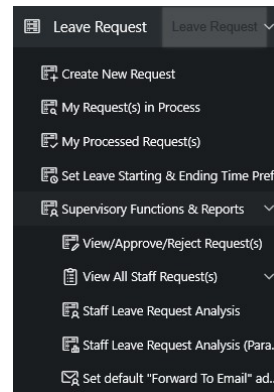 Leave Request Leave Request
Create New Request
My Request(s) in Process
My Processed Request(s)
Set Leave Starting & Ending Time Pref
Supervisory Functions & Reports
View/Approve/Reject Request(s)
View All Staff Request(s)
Staff Leave Request Analysis
Staff Leave Request Analysis (Para...
Set default "Forward To Email" ad...